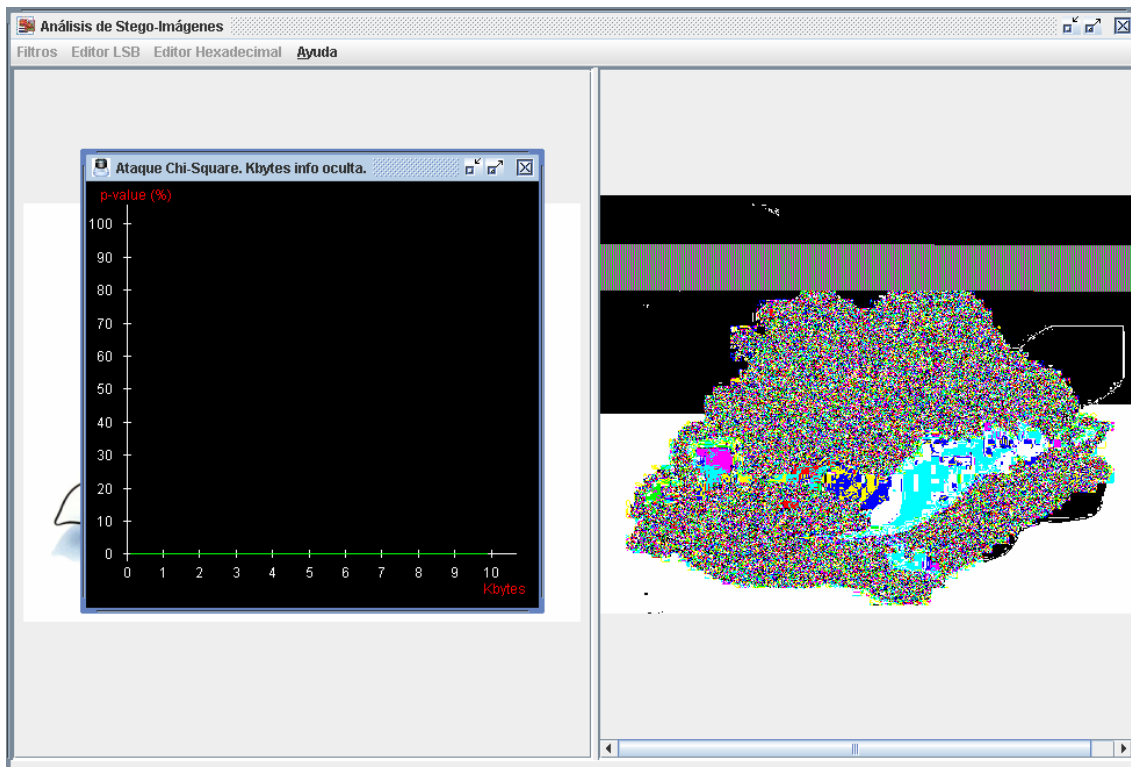 Análisis de Stego-Imágenes
Filtros Editor LSB Editor Hexadecimal Ayuda
Ataque Chi-Square. Kbytes info oculta.
p-value (%)
100
90
80
70
60
50
40
30
20
10
0
0 1 2 3 4 5 6 7 8 9 10
Kbytes